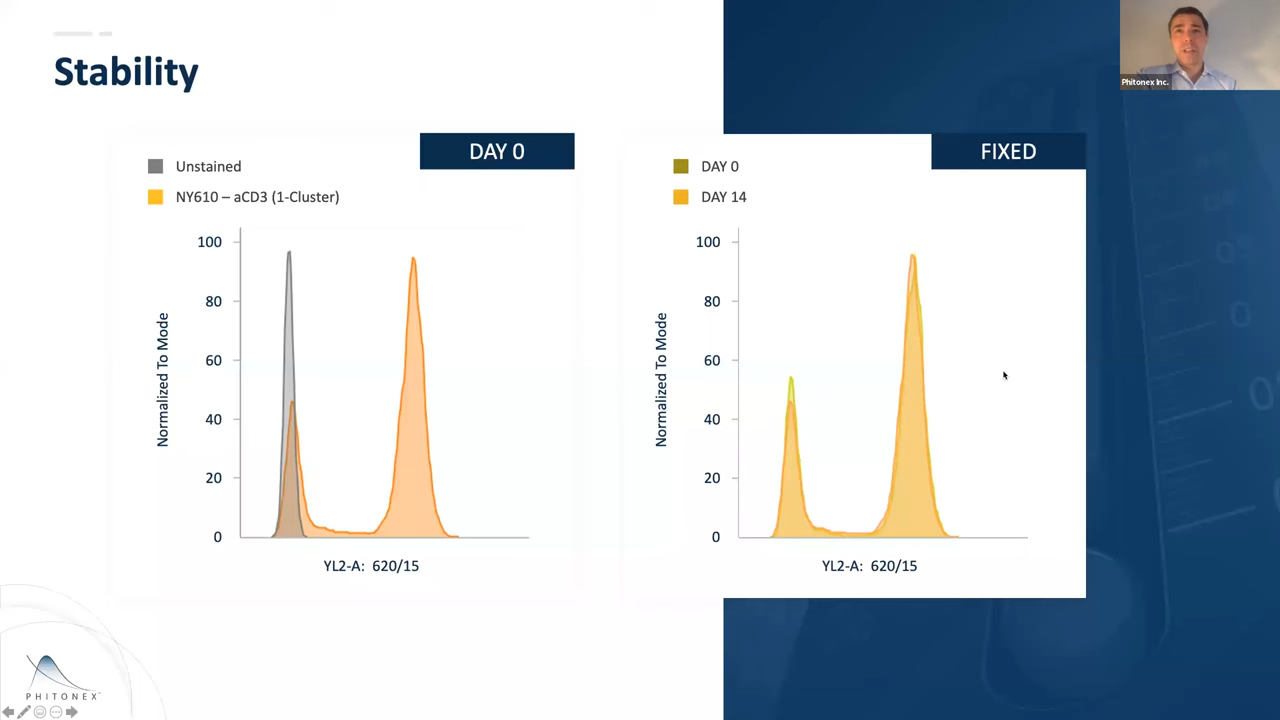 Stability
Phitonex Inc.
DAY 0
Unstained
NY610 – aCD3 (1-Cluster)
100
80
60
40
20
0
Normalized To Mode
YL2-A: 620/15
FIXED
DAY 0
DAY 14
100
80
60
40
20
0
Normalized To Mode
YL2-A: 620/15
PHITONEX